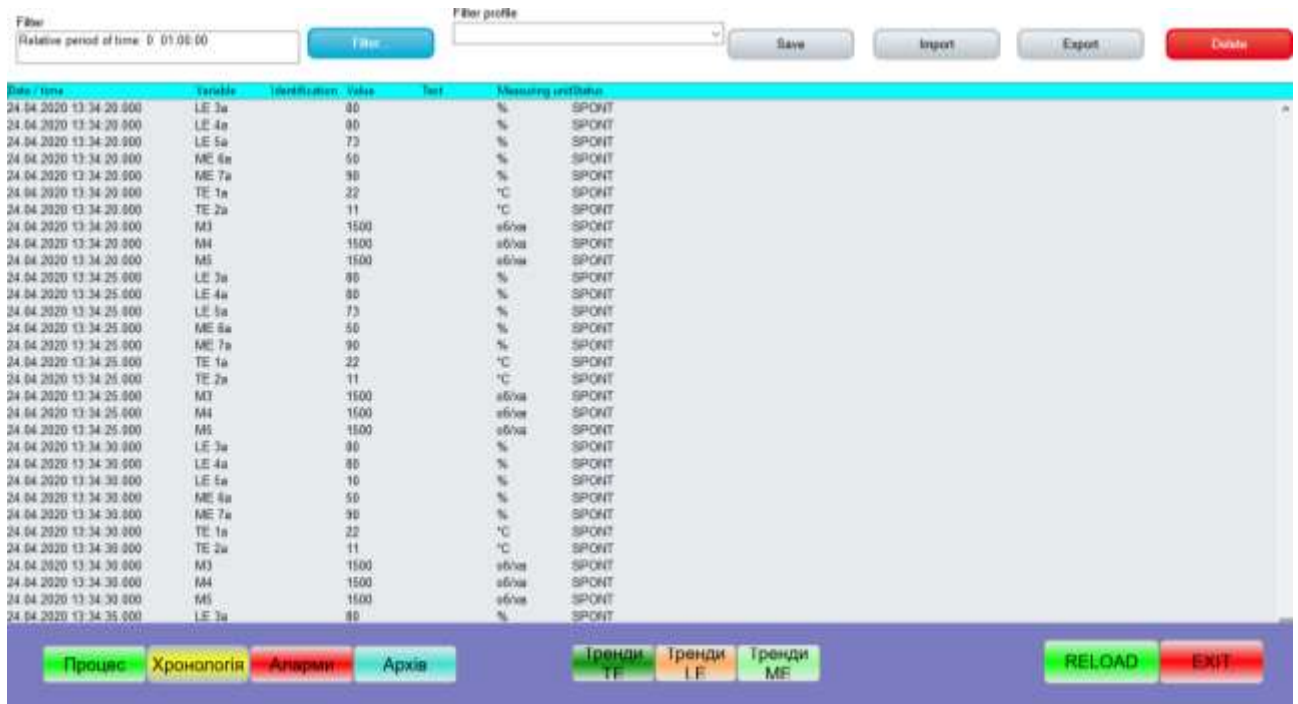 Filter
Filter profile
Relative period of time: 0: 01:00:00
Filter...
Save
Import
Export
Delete
Date / time Variable Identification Value Text Measuring unit Status
24.04.2020 13:34:20.000 LE 3a 80 % SPONT
24.04.2020 13:34:20.000 LE 4a 80 % SPONT
24.04.2020 13:34:20.000 LE 5a 73 % SPONT
24.04.2020 13:34:20.000 ME 6a 50 % SPONT
24.04.2020 13:34:20.000 ME 7a 90 % SPONT
24.04.2020 13:34:20.000 TE 1a 22 °C SPONT
24.04.2020 13:34:20.000 TE 2a 11 °C SPONT
24.04.2020 13:34:20.000 M3 1500 об/хв SPONT
24.04.2020 13:34:20.000 M4 1500 об/хв SPONT
24.04.2020 13:34:20.000 M5 1500 об/хв SPONT
24.04.2020 13:34:25.000 LE 3a 80 % SPONT
24.04.2020 13:34:25.000 LE 4a 80 % SPONT
24.04.2020 13:34:25.000 LE 5a 73 % SPONT
24.04.2020 13:34:25.000 ME 6a 50 % SPONT
24.04.2020 13:34:25.000 ME 7a 90 % SPONT
24.04.2020 13:34:25.000 TE 1a 22 °C SPONT
24.04.2020 13:34:25.000 TE 2a 11 °C SPONT
24.04.2020 13:34:25.000 M3 1500 об/хв SPONT
24.04.2020 13:34:25.000 M4 1500 об/хв SPONT
24.04.2020 13:34:25.000 M5 1500 об/хв SPONT
24.04.2020 13:34:30.000 LE 3a 80 % SPONT
24.04.2020 13:34:30.000 LE 4a 80 % SPONT
24.04.2020 13:34:30.000 LE 5a 10 % SPONT
24.04.2020 13:34:30.000 ME 6a 50 % SPONT
24.04.2020 13:34:30.000 ME 7a 90 % SPONT
24.04.2020 13:34:30.000 TE 1a 22 °C SPONT
24.04.2020 13:34:30.000 TE 2a 11 °C SPONT
24.04.2020 13:34:30.000 M3 1500 об/хв SPONT
24.04.2020 13:34:30.000 M4 1500 об/хв SPONT
24.04.2020 13:34:30.000 M5 1500 об/хв SPONT
24.04.2020 13:34:35.000 LE 3a 80 % SPONT
Процес
Хронологія
Аларми
Архів
Тренди TE
Тренди LE
Тренди ME
RELOAD
EXIT